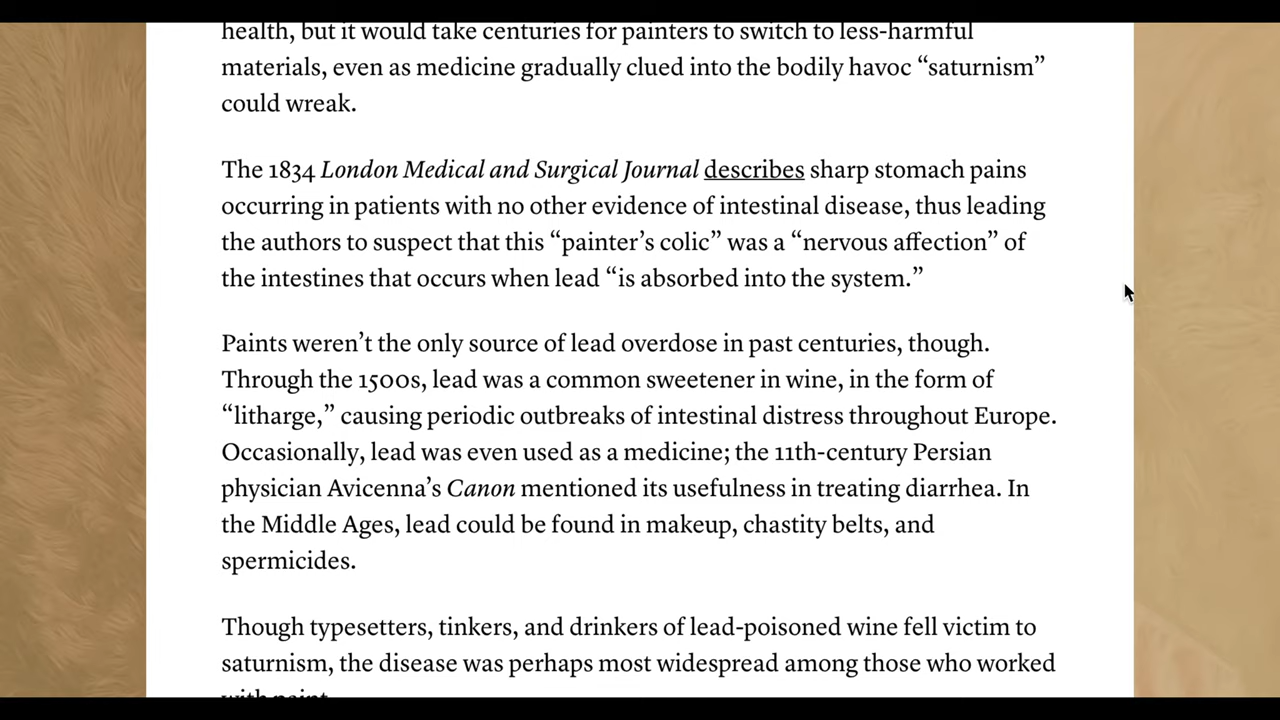 health, but it would take centuries for painters to switch to less-harmful
materials, even as medicine gradually clued into the bodily havoc “saturnism”
could wreak.
The 1834 London Medical and Surgical Journal describes sharp stomach pains
occurring in patients with no other evidence of intestinal disease, thus leading
the authors to suspect that this “painter’s colic” was a “nervous affection” of
the intestines that occurs when lead “is absorbed into the system.”
Paints weren’t the only source of lead overdose in past centuries, though.
Through the 1500s, lead was a common sweetener in wine, in the form of
“litharge,” causing periodic outbreaks of intestinal distress throughout Europe.
Occasionally, lead was even used as a medicine; the 11th-century Persian
physician Avicenna’s Canon mentioned its usefulness in treating diarrhea. In
the Middle Ages, lead could be found in makeup, chastity belts, and
spermicides.
Though typesetters, tinkers, and drinkers of lead-poisoned wine fell victim to
saturnism, the disease was perhaps most widespread among those who worked
with paint.